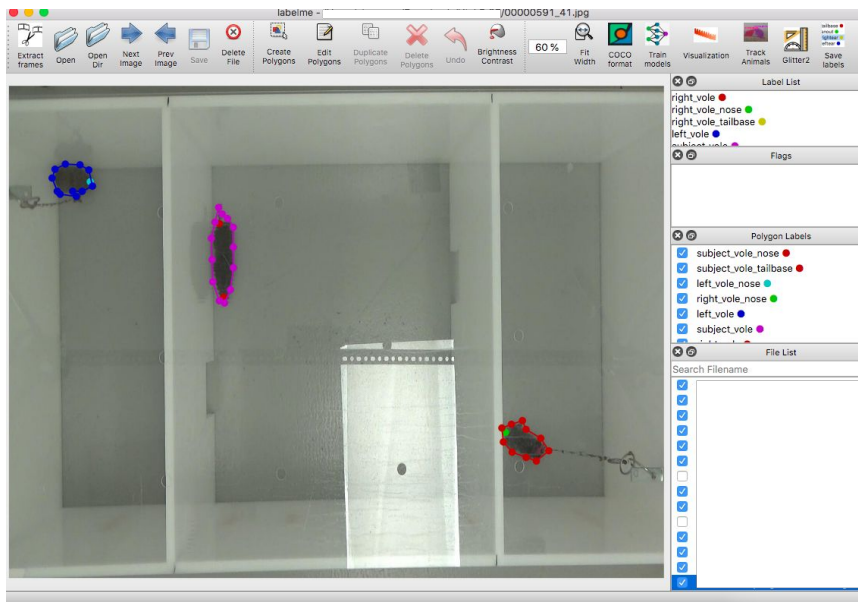 labelme - /00000591_41.jpg
Extract frames
Open
Open Dir
Next Image
Prev Image
Save
Delete File
Create Polygons
Edit Polygons
Duplicate Polygons
Delete Polygons
Undo
Brightness Contrast
60 %
Fit Width
COCO format
Train models
Visualization
Track Animals
Glitter2
Save labels
Label List
right_vole
right_vole_nose
right_vole_tailbase
left_vole
subject_vole
Flags
Polygon Labels
subject_vole_nose
subject_vole_tailbase
left_vole_nose
right_vole_nose
left_vole
subject_vole
File List
Search Filename